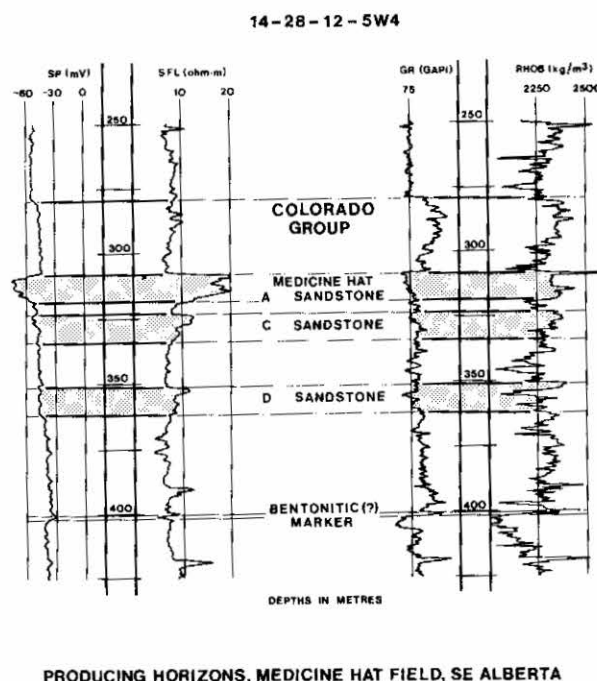 14-28-12-5W4
SP (mV)
SFL (ohm·m)
GR (GAPI)
RHOB (kg/m³)
-60 -30 0
10 20
75
2250 2500
250
250
COLORADO
GROUP
300
300
MEDICINE HAT
A SANDSTONE
C SANDSTONE
350
350
D SANDSTONE
400
400
BENTONITIC (?)
MARKER
DEPTHS IN METRES
PRODUCING HORIZONS, MEDICINE HAT FIELD, SE ALBERTA